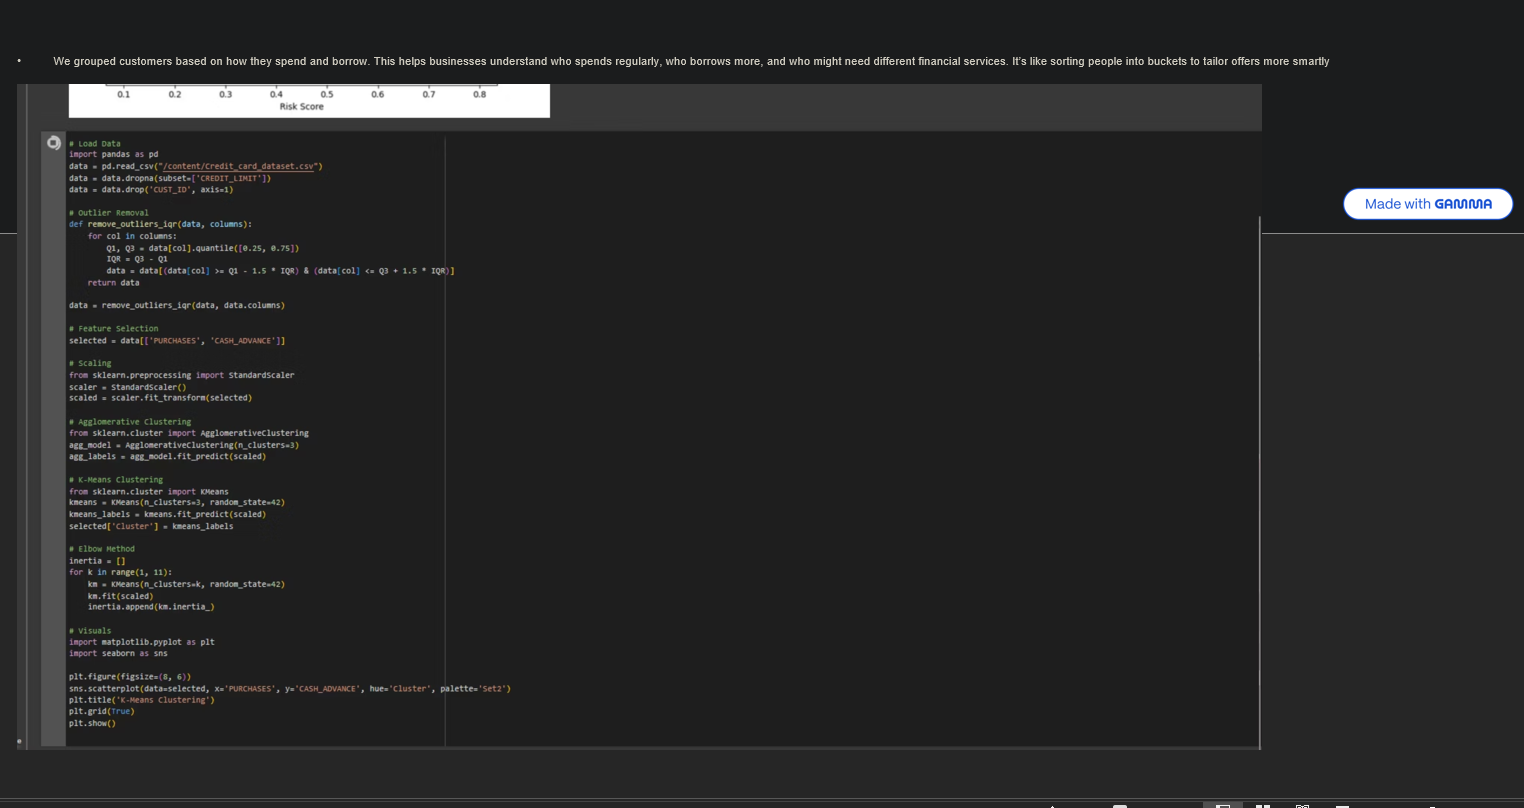 • We grouped customers based on how they spend and borrow. This helps businesses understand who spends regularly, who borrows more, and who might need different financial services. It's like sorting people into buckets to tailor offers more smartly
0.1 0.2 0.3 0.4 0.5 0.6 0.7 0.8
Risk Score
# Load Data
import pandas as pd
data = pd.read_csv("/content/Credit_card_dataset.csv")
data = data.dropna(subset=['CREDIT_LIMIT'])
data = data.drop('CUST_ID', axis=1)
# Outlier Removal
def remove_outliers_iqr(data, columns):
    for col in columns:
        Q1, Q3 = data[col].quantile([0.25, 0.75])
        IQR = Q3 - Q1
        data = data[(data[col] >= Q1 - 1.5 * IQR) & (data[col] <= Q3 + 1.5 * IQR)]
    return data
data = remove_outliers_iqr(data, data.columns)
# Feature Selection
selected = data[['PURCHASES', 'CASH_ADVANCE']]
# Scaling
from sklearn.preprocessing import StandardScaler
scaler = StandardScaler()
scaled = scaler.fit_transform(selected)
# Agglomerative Clustering
from sklearn.cluster import AgglomerativeClustering
agg_model = AgglomerativeClustering(n_clusters=3)
agg_labels = agg_model.fit_predict(scaled)
# K-Means Clustering
from sklearn.cluster import KMeans
kmeans = KMeans(n_clusters=3, random_state=42)
kmeans_labels = kmeans.fit_predict(scaled)
selected['Cluster'] = kmeans_labels
# Elbow Method
inertia = []
for k in range(1, 11):
    km = KMeans(n_clusters=k, random_state=42)
    km.fit(scaled)
    inertia.append(km.inertia_)
# Visuals
import matplotlib.pyplot as plt
import seaborn as sns
plt.figure(figsize=(8, 6))
sns.scatterplot(data=selected, x='PURCHASES', y='CASH_ADVANCE', hue='Cluster', palette='Set2')
plt.title('K-Means Clustering')
plt.grid(True)
plt.show()
Made with GAMMA